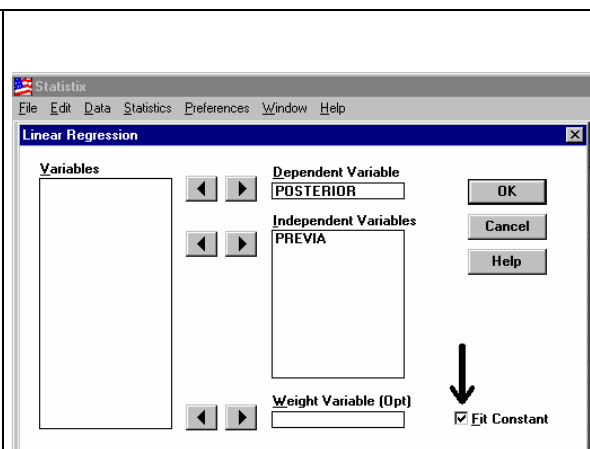 Statistix
File Edit Data Statistics Preferences Window Help
Linear Regression
Variables
Dependent Variable
POSTERIOR
OK
Independent Variables
PREVIA
Cancel
Help
Weight Variable (Opt)
Fit Constant